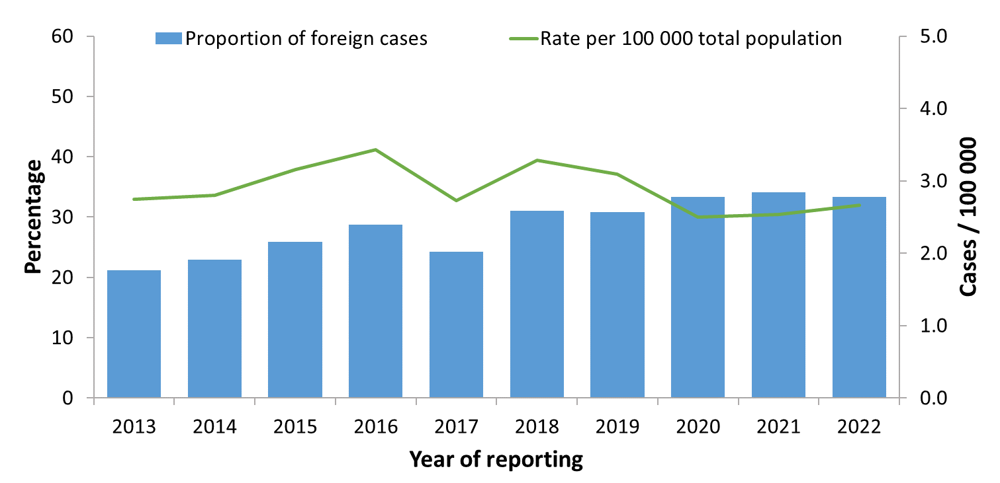 Proportion of foreign cases
Rate per 100 000 total population
60
50
40
30
20
10
0
Percentage
5.0
4.0
3.0
2.0
1.0
0.0
Cases / 100 000
2013 2014 2015 2016 2017 2018 2019 2020 2021 2022
Year of reporting